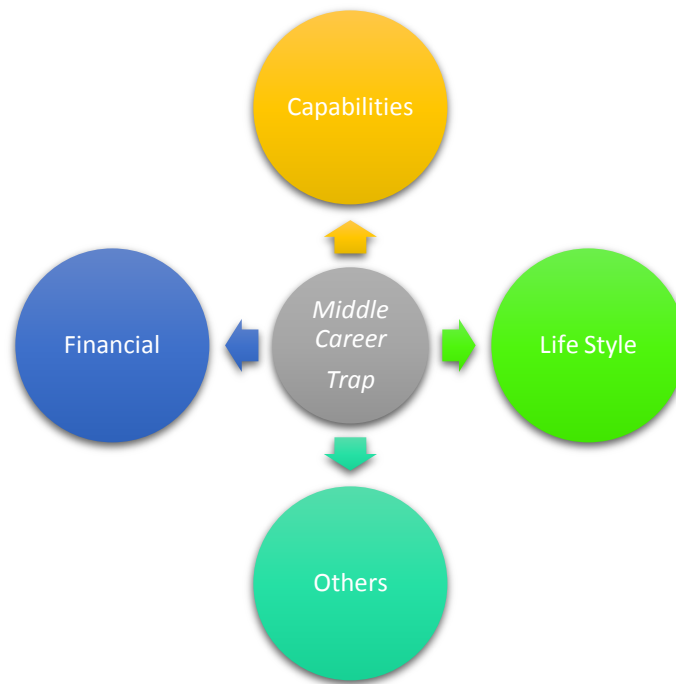 Capabilities
Financial
Middle
Career
Trap
Life Style
Others